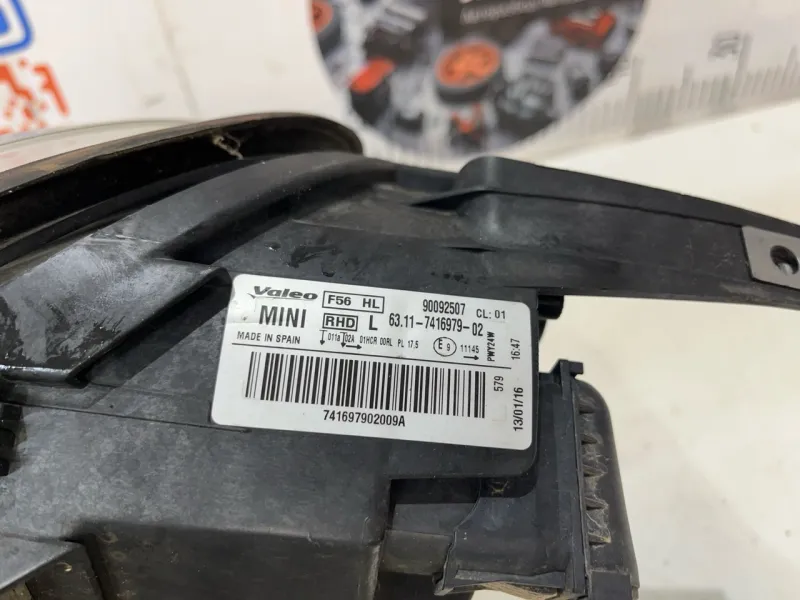 Valeo F56 HL 90092507 CL: 01
MINI RHD L 63.11-7416979-02
MADE IN SPAIN 011a 02A 01HCR 00RL PL 17,5 E9 11145
PWY24W
16:47
579
13/01/16
741697902009A